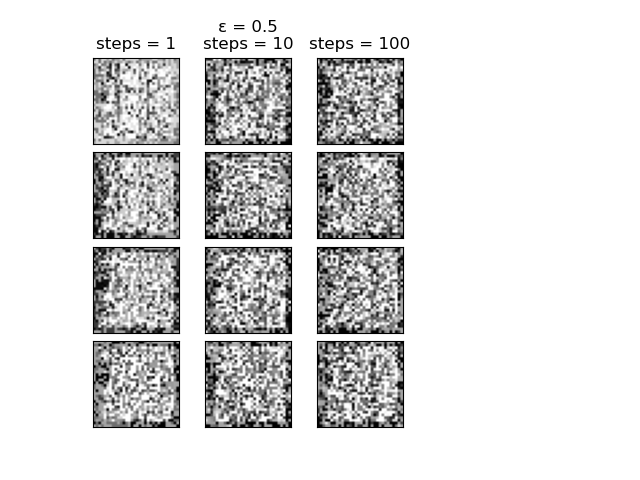 ε = 0.5
steps = 1 steps = 10 steps = 100